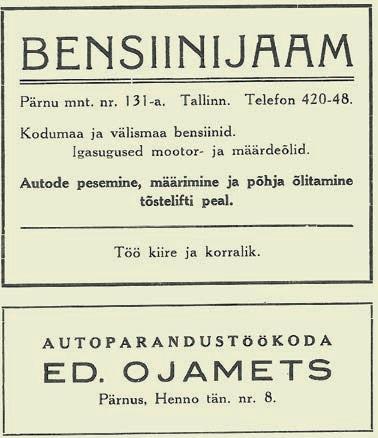 BENSIINIJAAM
Pärnu mnt. nr. 131-a. Tallinn. Telefon 420-48.
Kodumaa ja välismaa bensiinid.
Igasugused mootor- ja määrdeõlid.
Autode pesemine, määrimine ja põhja õlitamine
tõstelifti peal.
Töö kiire ja korralik.
AUTOPARANDUSTÖÖKODA
ED. OJAMETS
Pärnus, Henno tän. nr. 8.